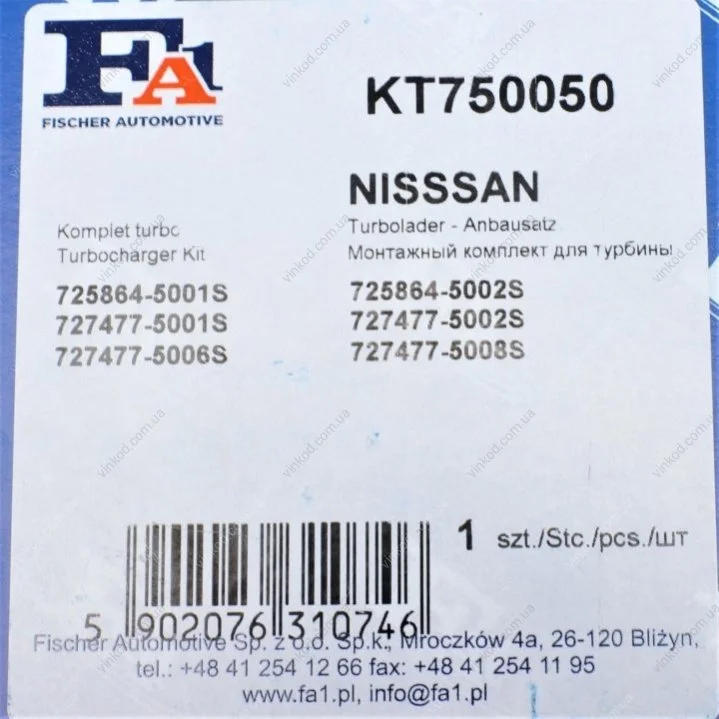 FA1
FISCHER AUTOMOTIVE
KT750050
NISSSAN
Komplet turbo
Turbocharger Kit
Turbolader - Anbausatz
Монтажный комплект для турбины
725864-5001S
725864-5002S
727477-5001S
727477-5002S
727477-5006S
727477-5008S
1 szt./Stc./pcs./шт
5 902076 310746
Fischer Automotive Sp. z o.o. Sp.k., Mroczków 4a, 26-120 Bliżyn,
tel.: +48 41 254 12 66 fax: +48 41 254 11 95
www.fa1.pl, info@fa1.pl
vinkod.com.ua